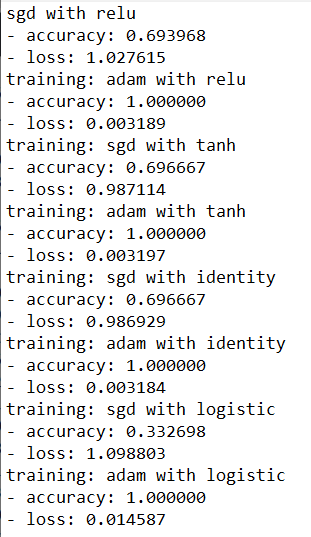 sgd with relu
- accuracy: 0.693968
- loss: 1.027615
training: adam with relu
- accuracy: 1.000000
- loss: 0.003189
training: sgd with tanh
- accuracy: 0.696667
- loss: 0.987114
training: adam with tanh
- accuracy: 1.000000
- loss: 0.003197
training: sgd with identity
- accuracy: 0.696667
- loss: 0.986929
training: adam with identity
- accuracy: 1.000000
- loss: 0.003184
training: sgd with logistic
- accuracy: 0.332698
- loss: 1.098803
training: adam with logistic
- accuracy: 1.000000
- loss: 0.014587